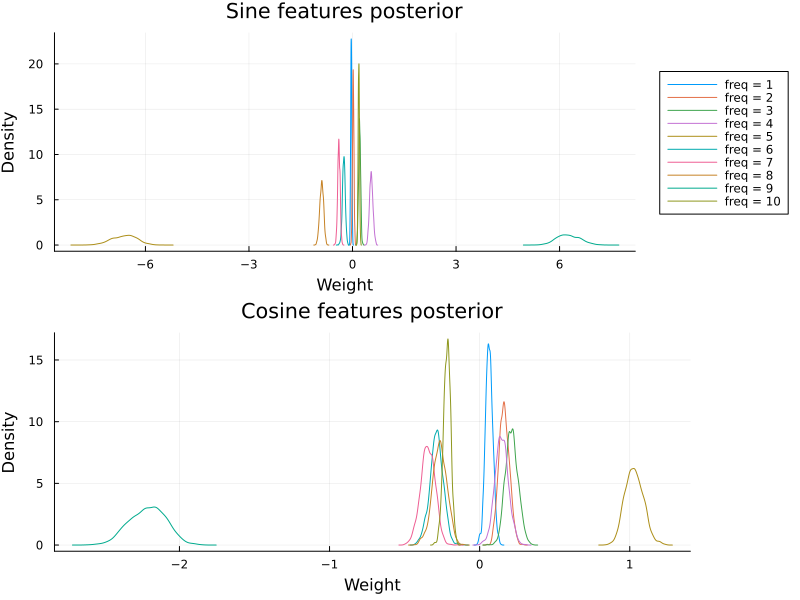 Sine features posterior
Density
20
15
10
5
0
−6
−3
0
3
6
Weight
freq = 1
freq = 2
freq = 3
freq = 4
freq = 5
freq = 6
freq = 7
freq = 8
freq = 9
freq = 10
Cosine features posterior
Density
15
10
5
0
−2
−1
0
1
Weight